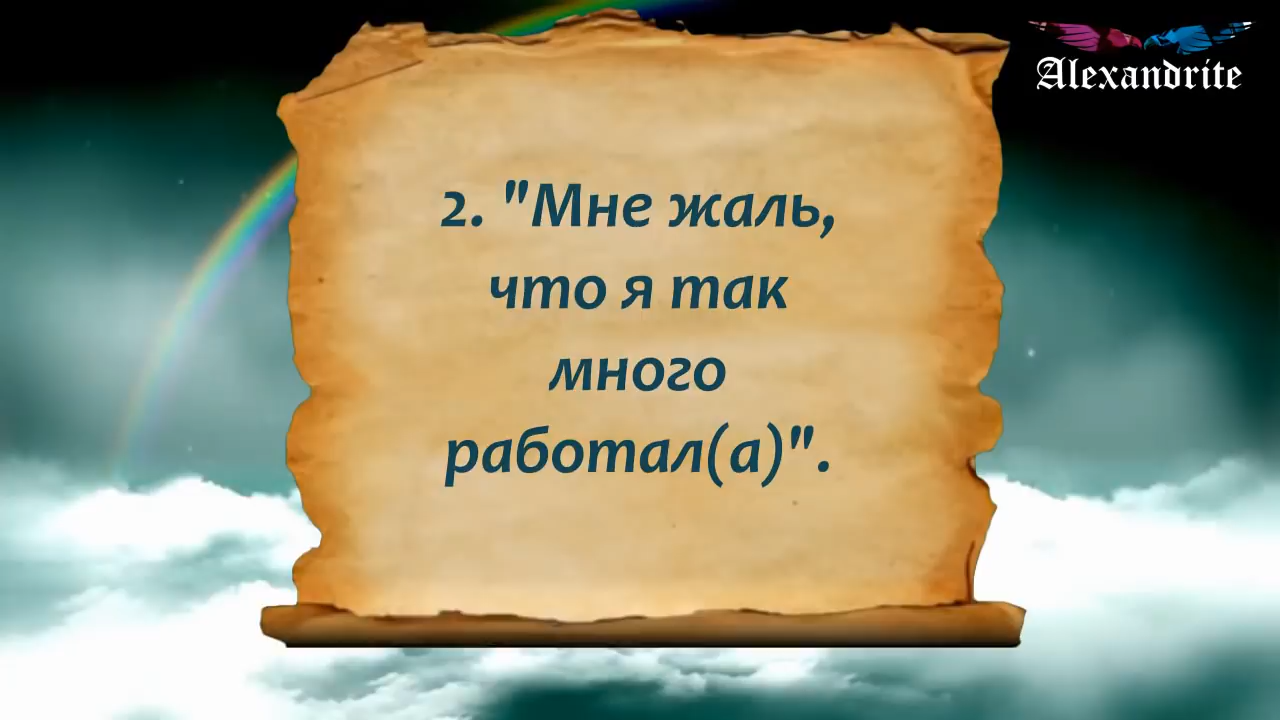 Alexandrite
2. "Мне жаль,
что я так
много
работал(а)".